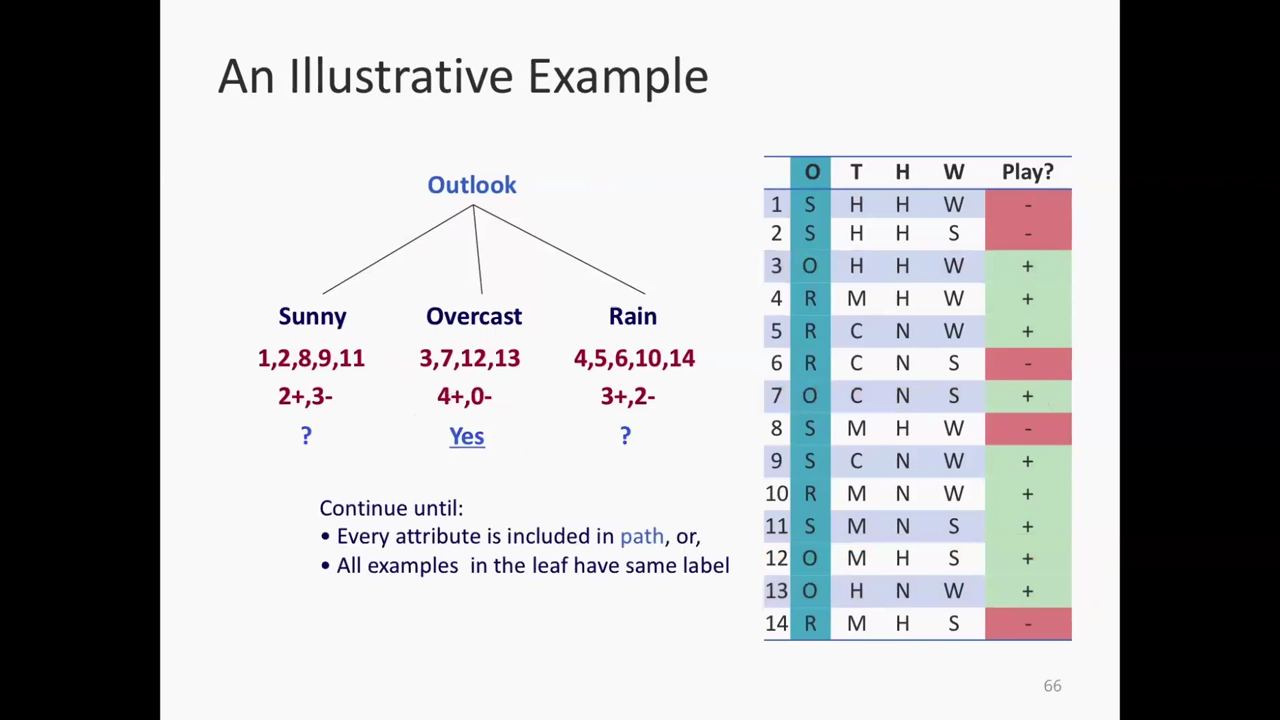 An Illustrative Example
Outlook
Sunny Overcast Rain
1,2,8,9,11 3,7,12,13 4,5,6,10,14
2+,3- 4+,0- 3+,2-
? Yes ?
Continue until:
• Every attribute is included in path, or,
• All examples in the leaf have same label
O T H W Play?
1 S H H W -
2 S H H S -
3 O H H W +
4 R M H W +
5 R C N W +
6 R C N S -
7 O C N S +
8 S M H W -
9 S C N W +
10 R M N W +
11 S M N S +
12 O M H S +
13 O H N W +
14 R M H S -
66